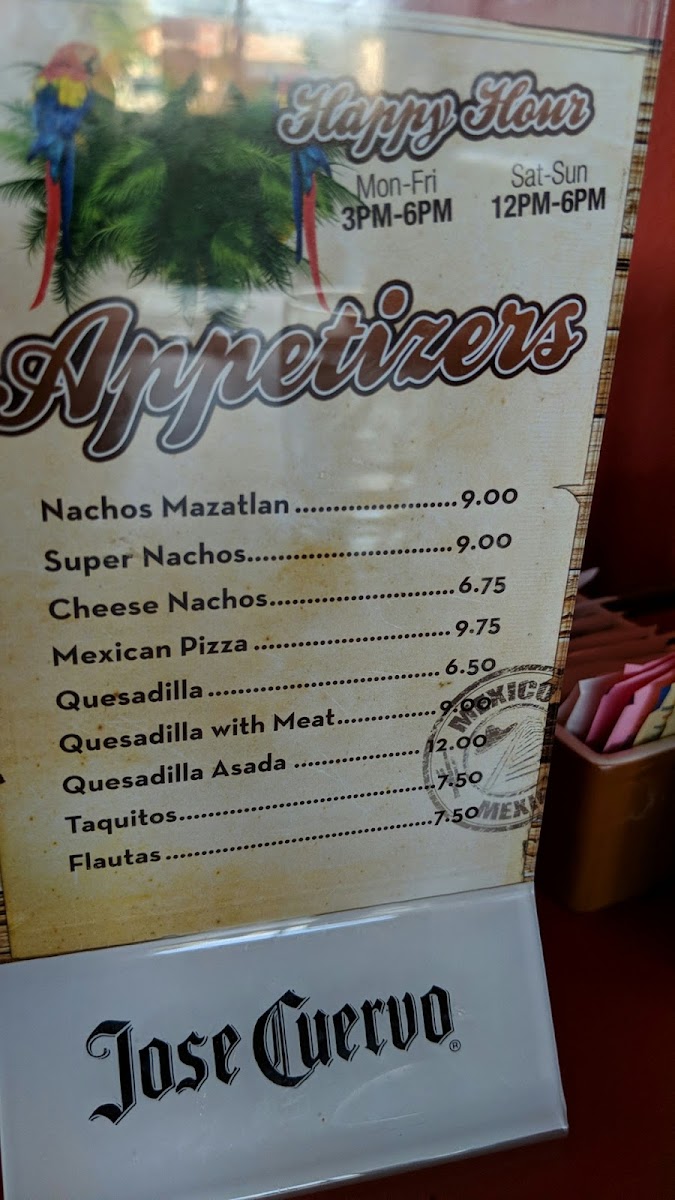 Happy Hour
Mon-Fri
3PM-6PM
Sat-Sun
12PM-6PM
Appetizers
Nachos Mazatlan.....................9.00
Super Nachos...........................9.00
Cheese Nachos........................6.75
Mexican Pizza..........................9.75
Quesadilla...............................6.50
Quesadilla with Meat.............9.00
Quesadilla Asada.................12.00
Taquitos.................................7.50
Flautas...................................7.50
MEXICO
MEXI
Jose Cuervo®